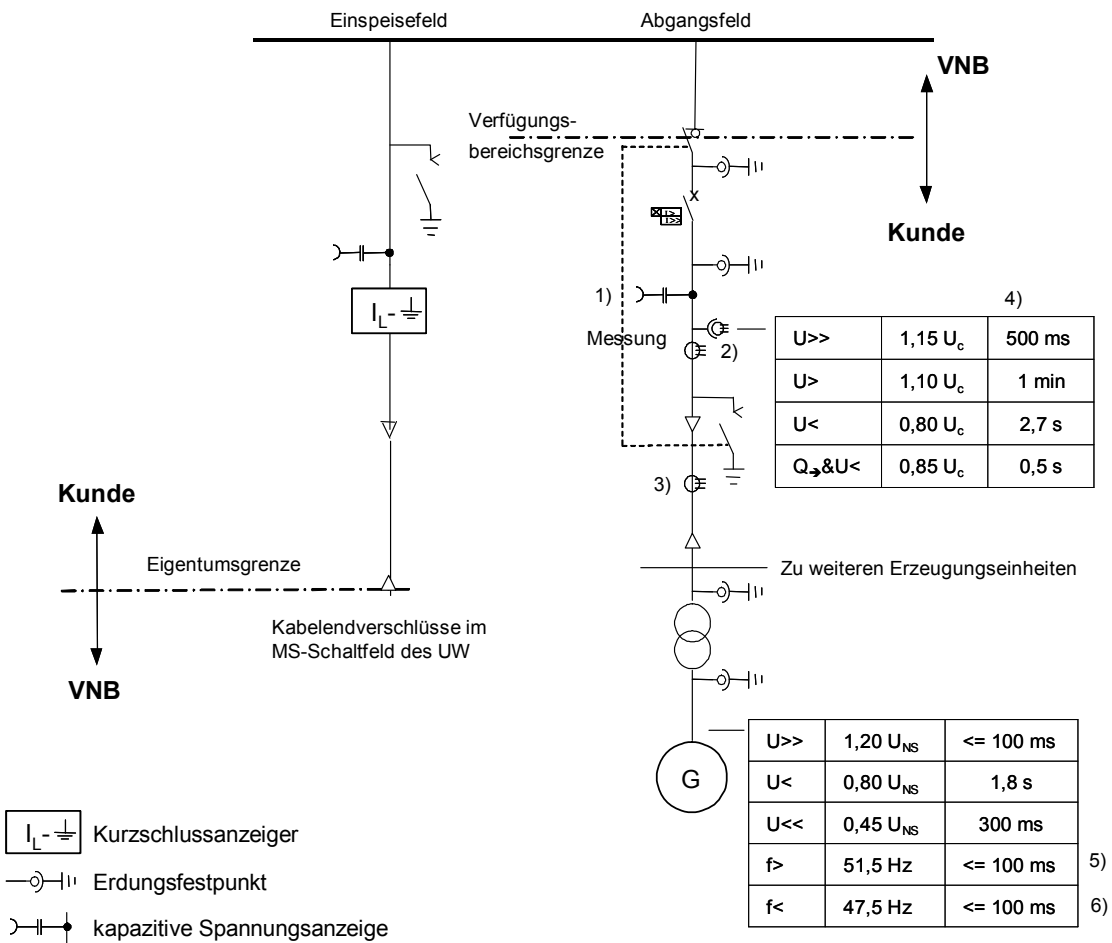 Einspeisefeld
Abgangsfeld
VNB
Verfügungs-
bereichsgrenze
Kunde
I>
I>>
1)
4)
Messung
2)
U>> 1,15 Uc 500 ms
U> 1,10 Uc 1 min
U< 0,80 Uc 2,7 s
Q→&U< 0,85 Uc 0,5 s
IL-
3)
Kunde
Eigentumsgrenze
Zu weiteren Erzeugungseinheiten
Kabelendverschlüsse im
MS-Schaltfeld des UW
VNB
G
U>> 1,20 UNS <= 100 ms
U< 0,80 UNS 1,8 s
U<< 0,45 UNS 300 ms
f> 51,5 Hz <= 100 ms 5)
f< 47,5 Hz <= 100 ms 6)
IL- Kurzschlussanzeiger
Erdungsfestpunkt
kapazitive Spannungsanzeige